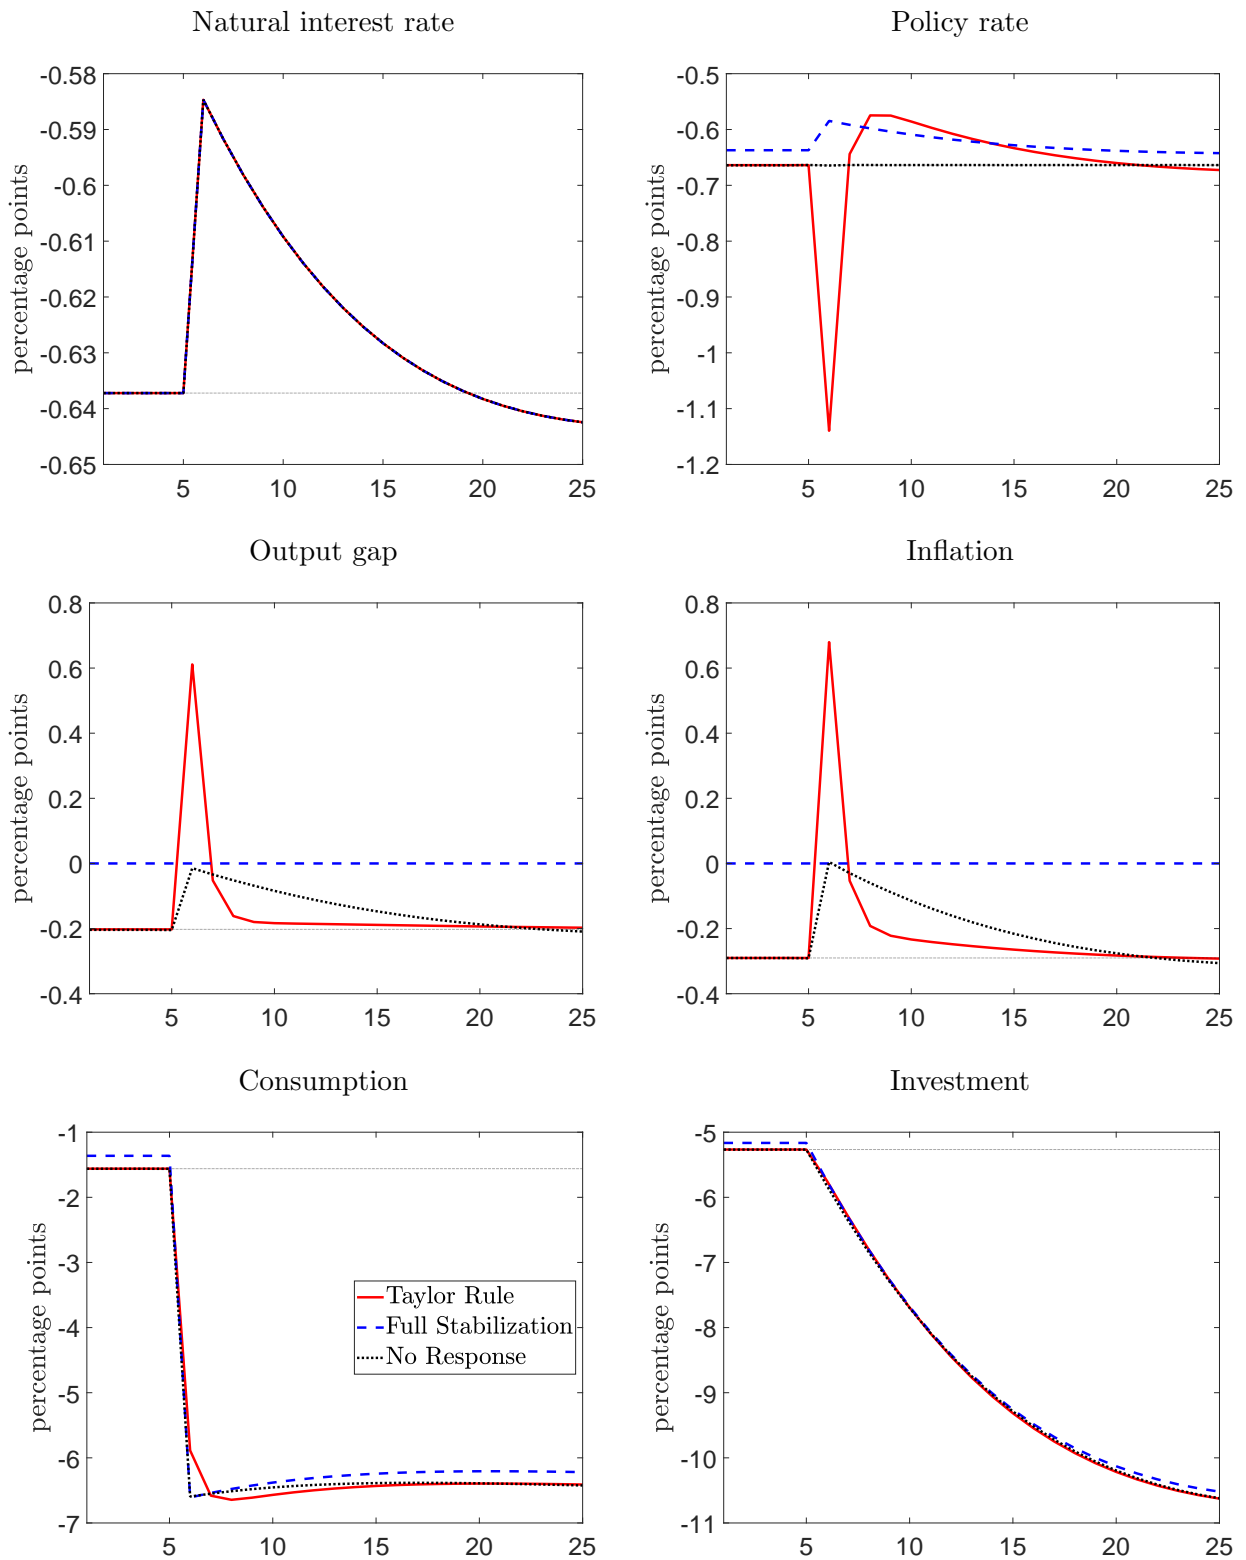 Natural interest rate
percentage points
-0.58
-0.59
-0.6
-0.61
-0.62
-0.63
-0.64
-0.65
5 10 15 20 25
Policy rate
percentage points
-0.5
-0.6
-0.7
-0.8
-0.9
-1
-1.1
-1.2
5 10 15 20 25
Output gap
percentage points
0.8
0.6
0.4
0.2
0
-0.2
-0.4
5 10 15 20 25
Inflation
percentage points
0.8
0.6
0.4
0.2
0
-0.2
-0.4
5 10 15 20 25
Consumption
percentage points
-1
-2
-3
-4
-5
-6
-7
5 10 15 20 25
Taylor Rule
Full Stabilization
No Response
Investment
percentage points
-5
-6
-7
-8
-9
-10
-11
5 10 15 20 25